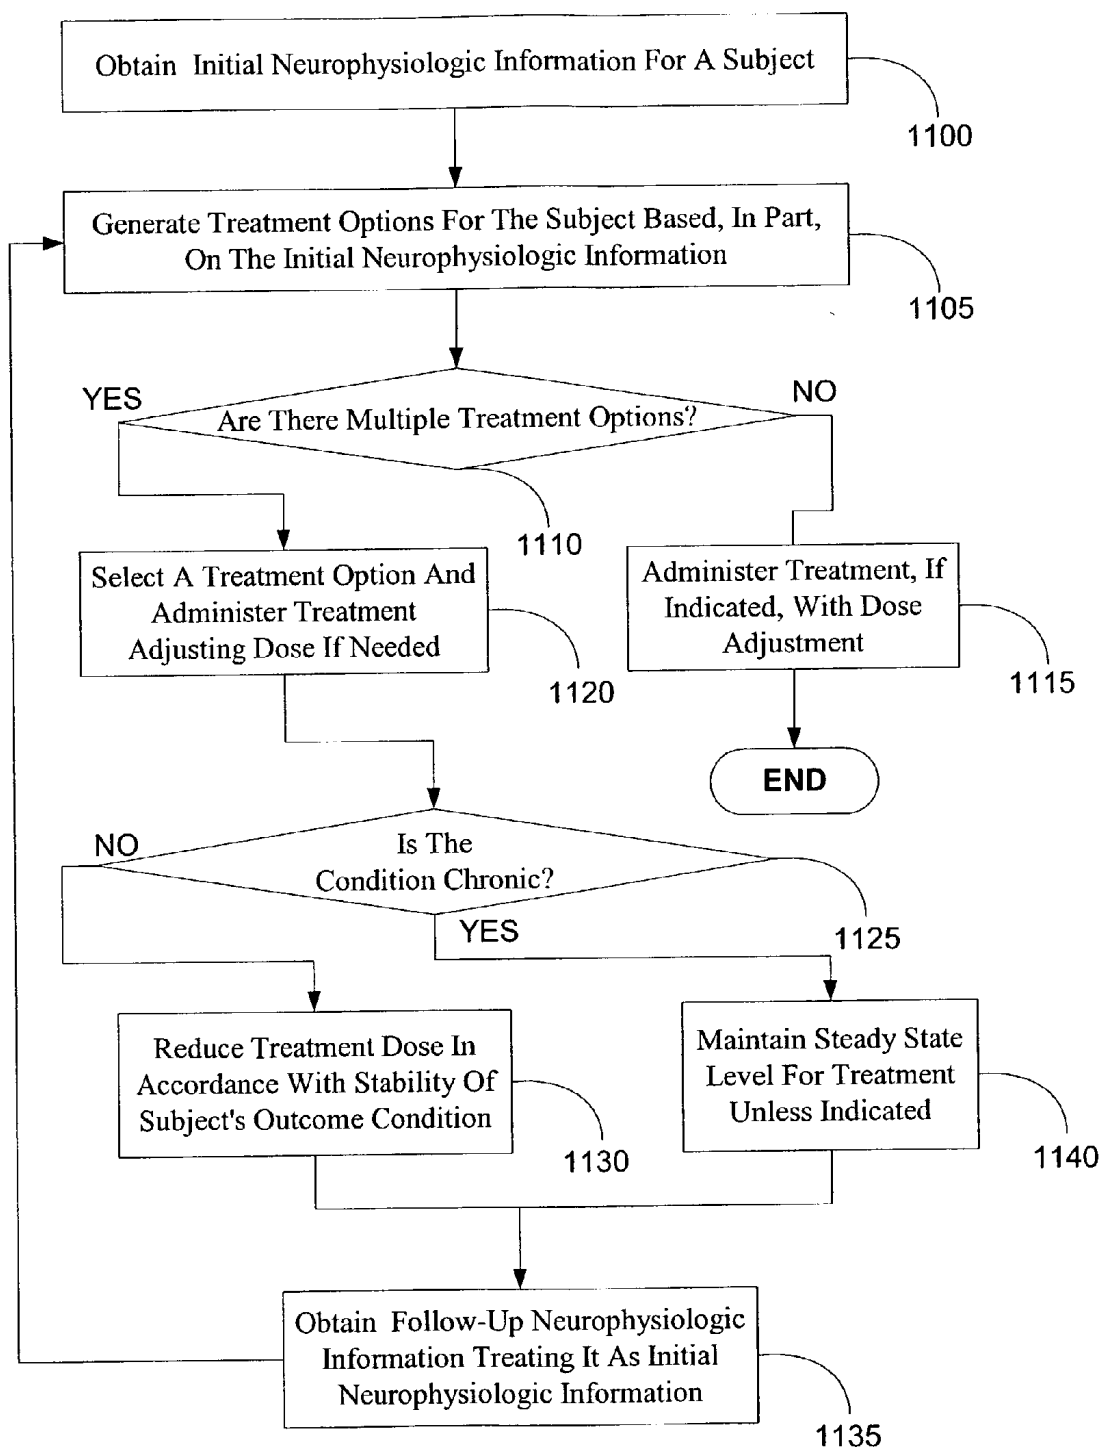 Obtain Initial Neurophysiologic Information For A Subject
1100
Generate Treatment Options For The Subject Based, In Part,
On The Initial Neurophysiologic Information
1105
YES
Are There Multiple Treatment Options?
NO
1110
Select A Treatment Option And
Administer Treatment
Adjusting Dose If Needed
1120
Administer Treatment, If
Indicated, With Dose
Adjustment
1115
END
NO
Is The
Condition Chronic?
YES
1125
Reduce Treatment Dose In
Accordance With Stability Of
Subject's Outcome Condition
1130
Maintain Steady State
Level For Treatment
Unless Indicated
1140
Obtain Follow-Up Neurophysiologic
Information Treating It As Initial
Neurophysiologic Information
1135